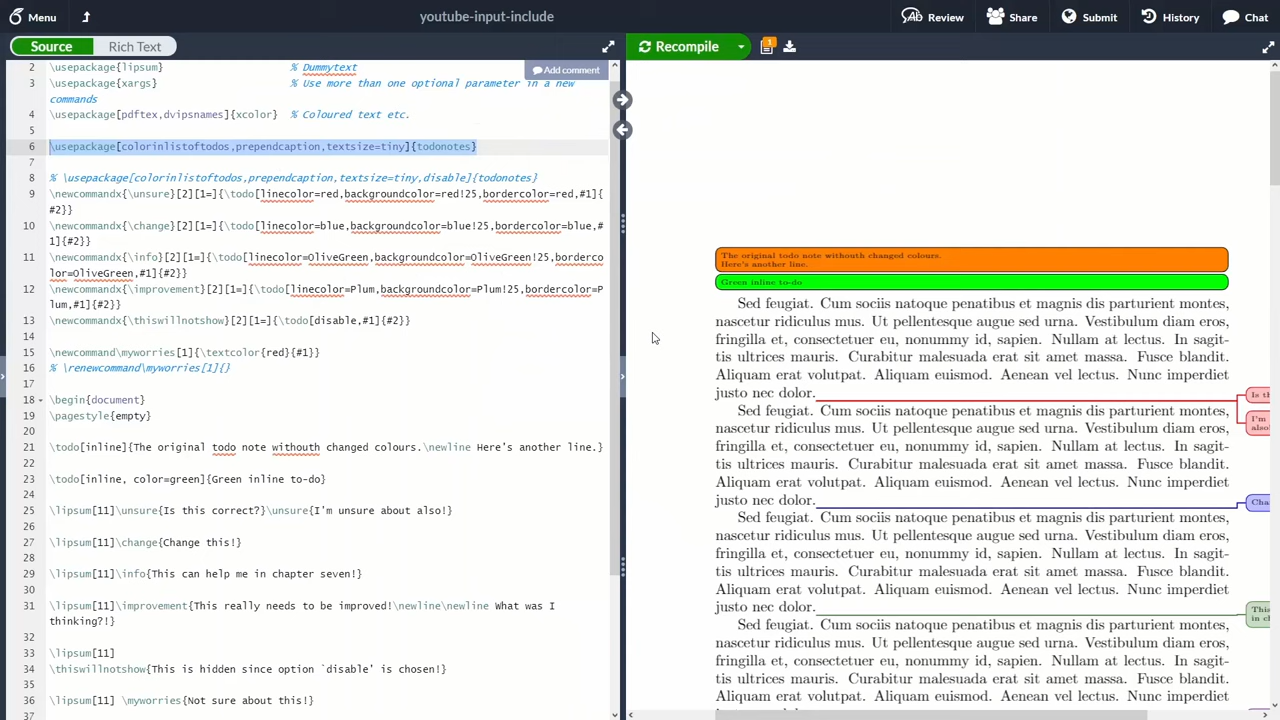 Menu
youtube-input-include
Review
Share
Submit
History
Chat
Source
Rich Text
Recompile
1
Add comment
2 \usepackage{lipsum} % Dummytext
3 \usepackage{xargs} % Use more than one optional parameter in a new
commands
4 \usepackage[pdftex,dvipsnames]{xcolor} % Coloured text etc.
5
6 \usepackage[colorinlistoftodos,prependcaption,textsize=tiny]{todonotes}
7
8 % \usepackage[colorinlistoftodos,prependcaption,textsize=tiny,disable]{todonotes}
9 \newcommandx{\unsure}[2][1=]{\todo[linecolor=red,backgroundcolor=red!25,bordercolor=red,#1]{
#2}}
10 \newcommandx{\change}[2][1=]{\todo[linecolor=blue,backgroundcolor=blue!25,bordercolor=blue,#
1]{#2}}
11 \newcommandx{\info}[2][1=]{\todo[linecolor=OliveGreen,backgroundcolor=OliveGreen!25,borderco
lor=OliveGreen,#1]{#2}}
12 \newcommandx{\improvement}[2][1=]{\todo[linecolor=Plum,backgroundcolor=Plum!25,bordercolor=P
lum,#1]{#2}}
13 \newcommandx{\thiswillnotshow}[2][1=]{\todo[disable,#1]{#2}}
14
15 \newcommand\myworries[1]{\textcolor{red}{#1}}
16 % \renewcommand\myworries[1]{}
17
18 \begin{document}
19 \pagestyle{empty}
20
21 \todo[inline]{The original todo note withouth changed colours.\newline Here's another line.}
22
23 \todo[inline, color=green]{Green inline to-do}
24
25 \lipsum[11]\unsure{Is this correct?}\unsure{I'm unsure about also!}
26
27 \lipsum[11]\change{Change this!}
28
29 \lipsum[11]\info{This can help me in chapter seven!}
30
31 \lipsum[11]\improvement{This really needs to be improved!\newline\newline What was I
thinking?!}
32
33 \lipsum[11]
34 \thiswillnotshow{This is hidden since option `disable' is chosen!}
35
36 \lipsum[11] \myworries{Not sure about this!}
37
The original todo note withouth changed colours.
Here's another line.
Green inline to-do
Sed feugiat. Cum sociis natoque penatibus et magnis dis parturient montes,
nascetur ridiculus mus. Ut pellentesque augue sed urna. Vestibulum diam eros,
fringilla et, consectetuer eu, nonummy id, sapien. Nullam at lectus. In sagit-
tis ultrices mauris. Curabitur malesuada erat sit amet massa. Fusce blandit.
Aliquam erat volutpat. Aliquam euismod. Aenean vel lectus. Nunc imperdiet
justo nec dolor.
Is th
I'm
also!
Sed feugiat. Cum sociis natoque penatibus et magnis dis parturient montes,
nascetur ridiculus mus. Ut pellentesque augue sed urna. Vestibulum diam eros,
fringilla et, consectetuer eu, nonummy id, sapien. Nullam at lectus. In sagit-
tis ultrices mauris. Curabitur malesuada erat sit amet massa. Fusce blandit.
Aliquam erat volutpat. Aliquam euismod. Aenean vel lectus. Nunc imperdiet
justo nec dolor.
Cha
Sed feugiat. Cum sociis natoque penatibus et magnis dis parturient montes,
nascetur ridiculus mus. Ut pellentesque augue sed urna. Vestibulum diam eros,
fringilla et, consectetuer eu, nonummy id, sapien. Nullam at lectus. In sagit-
tis ultrices mauris. Curabitur malesuada erat sit amet massa. Fusce blandit.
Aliquam erat volutpat. Aliquam euismod. Aenean vel lectus. Nunc imperdiet
justo nec dolor.
This
in ch
Sed feugiat. Cum sociis natoque penatibus et magnis dis parturient montes,
nascetur ridiculus mus. Ut pellentesque augue sed urna. Vestibulum diam eros,
fringilla et, consectetuer eu, nonummy id, sapien. Nullam at lectus. In sagit-
tis ultrices mauris. Curabitur malesuada erat sit amet massa. Fusce blandit.
Aliquam erat volutpat. Aliquam euismod. Aenean vel lectus. Nunc imperdiet